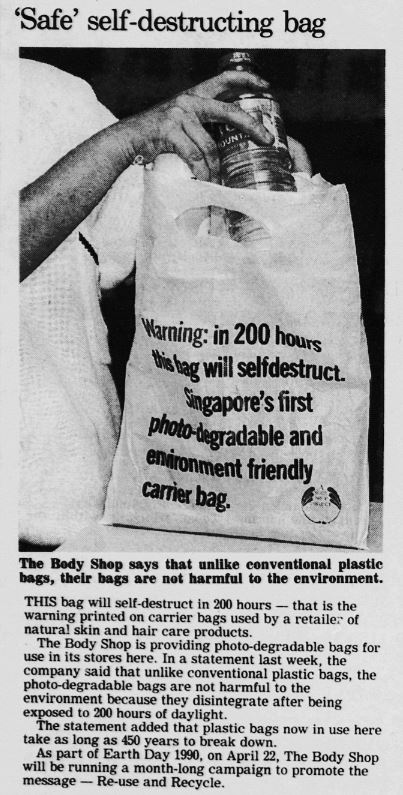 ‘Safe’ self-destructing bag
Warning: in 200 hours
this bag will selfdestruct.
Singapore's first
photo-degradable and
environment friendly
carrier bag.
The Body Shop says that unlike conventional plastic
bags, their bags are not harmful to the environment.
THIS bag will self-destruct in 200 hours — that is the
warning printed on carrier bags used by a retailer of
natural skin and hair care products.
The Body Shop is providing photo-degradable bags for
use in its stores here. In a statement last week, the
company said that unlike conventional plastic bags, the
photo-degradable bags are not harmful to the
environment because they disintegrate after being
exposed to 200 hours of daylight.
The statement added that plastic bags now in use here
take as long as 450 years to break down.
As part of Earth Day 1990, on April 22, The Body Shop
will be running a month-long campaign to promote the
message — Re-use and Recycle.